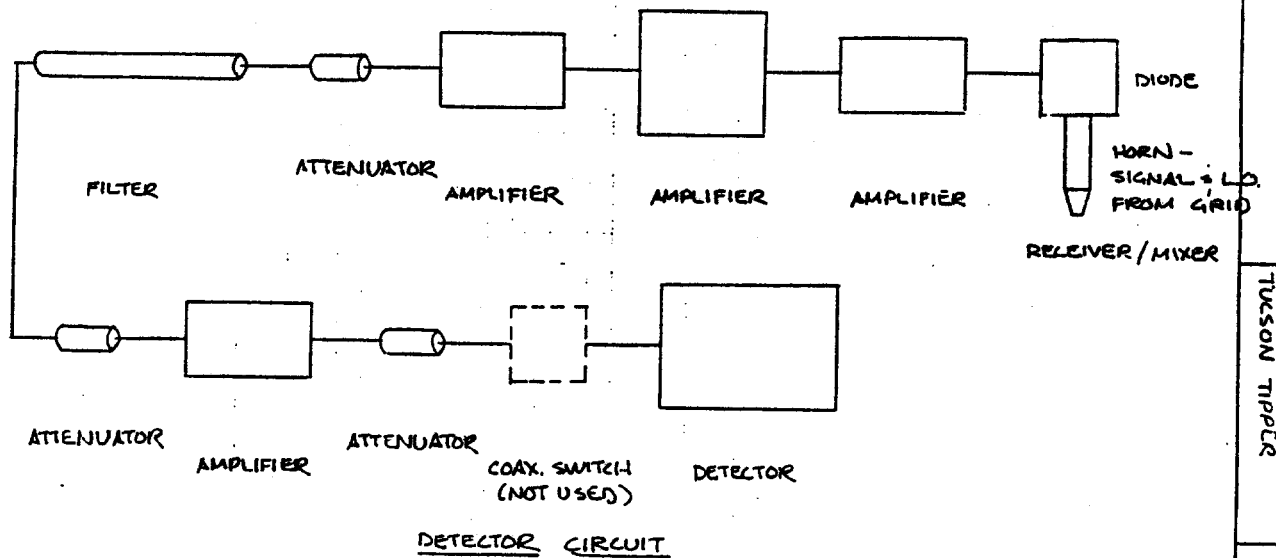 DIODE
HORN -
SIGNAL & L.O.
FROM GRID
RECEIVER/MIXER
FILTER
ATTENUATOR
AMPLIFIER
AMPLIFIER
AMPLIFIER
TUCSON TIPPER
ATTENUATOR
AMPLIFIER
ATTENUATOR
COAX. SWITCH
(NOT USED)
DETECTOR
DETECTOR CIRCUIT